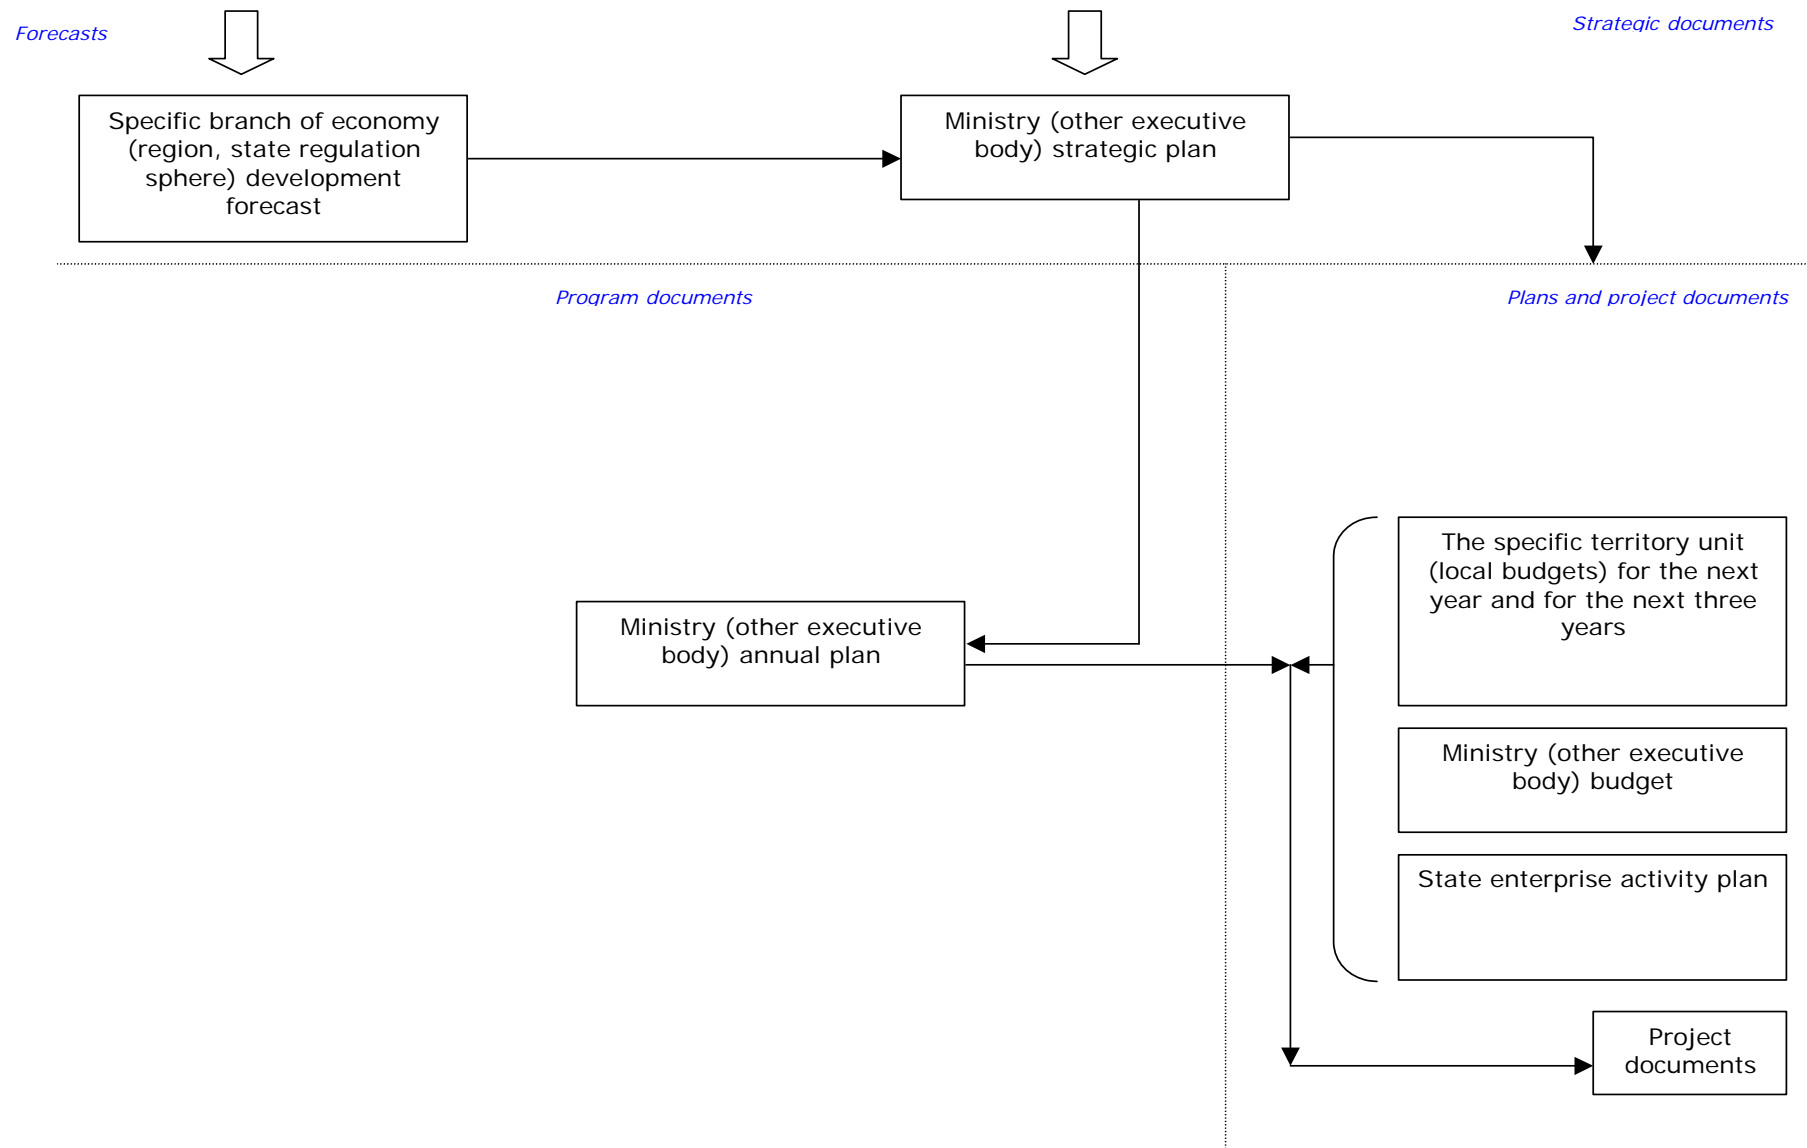 Forecasts
Strategic documents
Specific branch of economy
(region, state regulation
sphere) development
forecast
Ministry (other executive
body) strategic plan
Program documents
Plans and project documents
The specific territory unit
(local budgets) for the next
year and for the next three
years
Ministry (other executive
body) annual plan
Ministry (other executive
body) budget
State enterprise activity plan
Project
documents